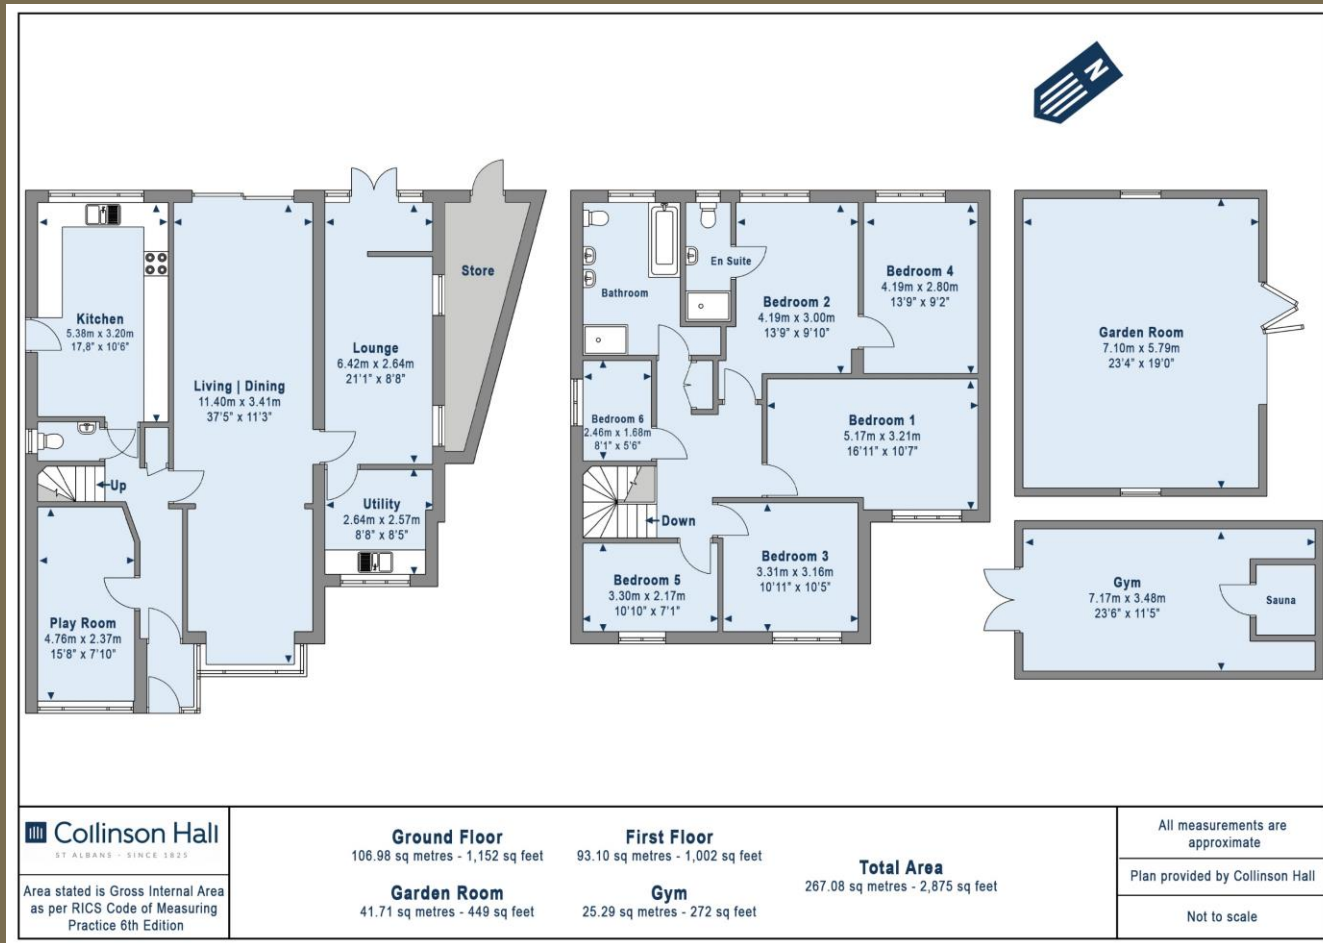 N
Kitchen
5.38m x 3.20m
17,8" x 10'6"
Living | Dining
11.40m x 3.41m
37'5" x 11'3"
Lounge
6.42m x 2.64m
21'1" x 8'8"
Store
Up
Utility
2.64m x 2.57m
8'8" x 8'5"
Play Room
4.76m x 2.37m
15'8" x 7'10"
Bathroom
En Suite
Bedroom 2
4.19m x 3.00m
13'9" x 9'10"
Bedroom 4
4.19m x 2.80m
13'9" x 9'2"
Bedroom 6
2.46m x 1.68m
8'1" x 5'6"
Bedroom 1
5.17m x 3.21m
16'11" x 10'7"
Down
Bedroom 5
3.30m x 2.17m
10'10" x 7'1"
Bedroom 3
3.31m x 3.16m
10'11" x 10'5"
Garden Room
7.10m x 5.79m
23'4" x 19'0"
Gym
7.17m x 3.48m
23'6" x 11'5"
Sauna
Collinson Hall
ST ALBANS - SINCE 1825
Area stated is Gross Internal Area
as per RICS Code of Measuring
Practice 6th Edition
Ground Floor
106.98 sq metres - 1,152 sq feet
First Floor
93.10 sq metres - 1,002 sq feet
Garden Room
41.71 sq metres - 449 sq feet
Gym
25.29 sq metres - 272 sq feet
Total Area
267.08 sq metres - 2,875 sq feet
All measurements are
approximate
Plan provided by Collinson Hall
Not to scale